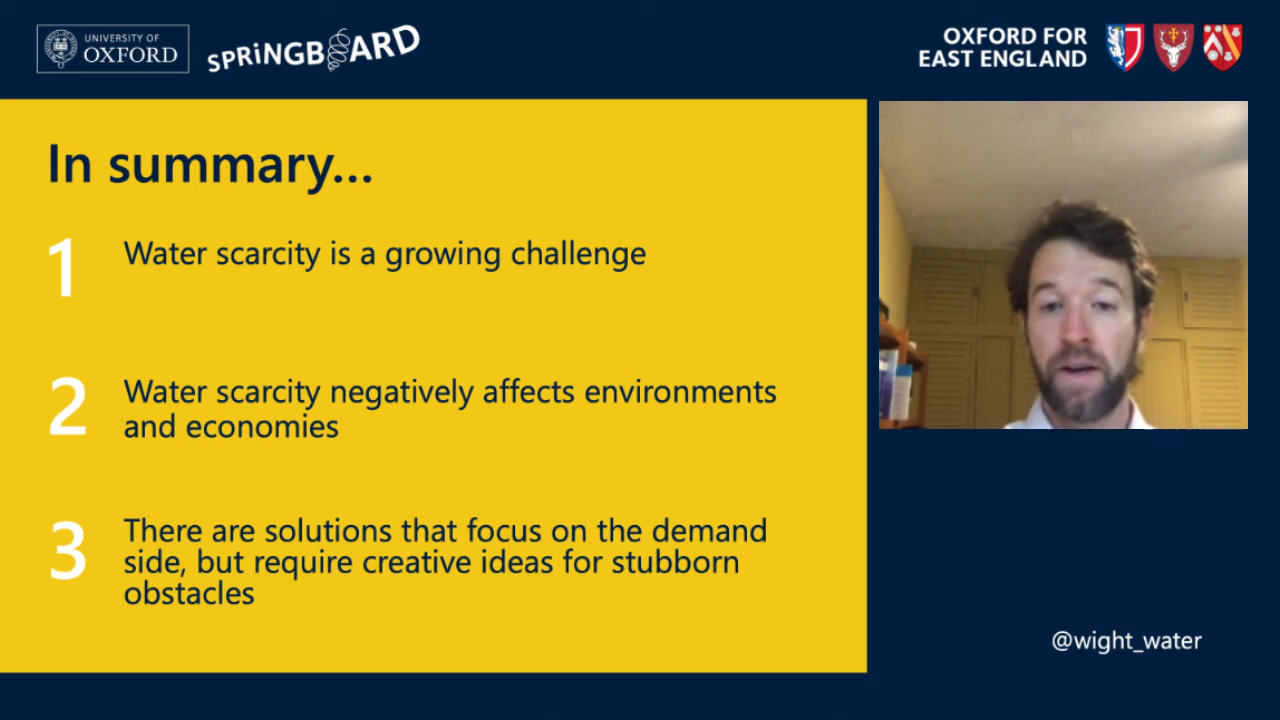 UNIVERSITY OF
OXFORD
SPRiNGBOARD
OXFORD FOR
EAST ENGLAND
In summary...
1
Water scarcity is a growing challenge
2
Water scarcity negatively affects environments
and economies
3
There are solutions that focus on the demand
side, but require creative ideas for stubborn
obstacles
@wight_water